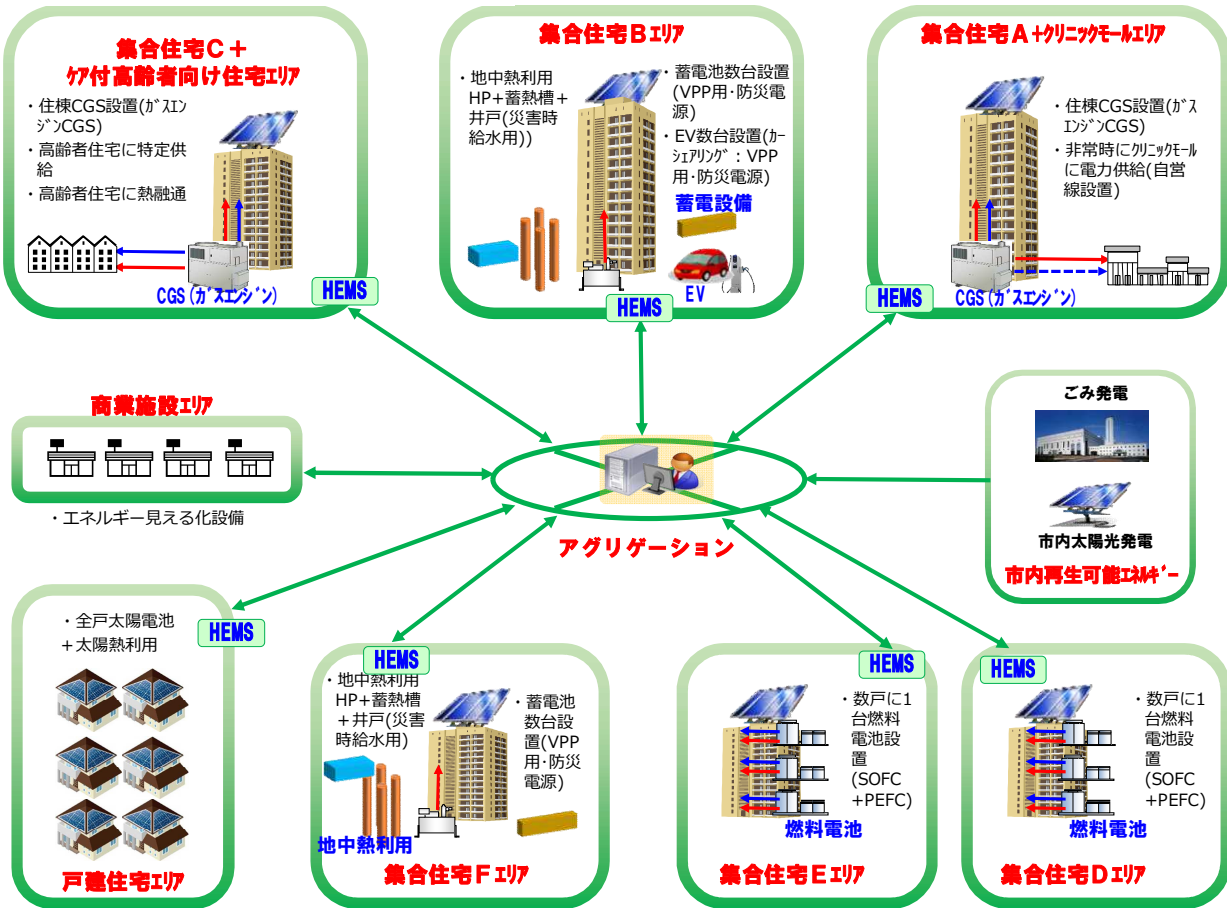 集合住宅C+
ｹｱ付高齢者向け住宅ｴﾘｱ
・住棟CGS設置(ｶﾞｽｴﾝ
ｼﾞﾝCGS)
・高齢者住宅に特定供
給
・高齢者住宅に熱融通
CGS(ｶﾞｽｴﾝｼﾞﾝ)
HEMS
集合住宅Bｴﾘｱ
・地中熱利用
HP+蓄熱槽+
井戸(災害時
給水用))
・蓄電池数台設置
(VPP用･防災電
源)
・EV数台設置(ｶｰ
ｼｪｱﾘﾝｸﾞ：VPP
用･防災電源)
蓄電設備
EV
HEMS
集合住宅A+ｸﾘﾆｯｸﾓｰﾙｴﾘｱ
・住棟CGS設置(ｶﾞｽ
ｴﾝｼﾞﾝCGS)
・非常時にｸﾘﾆｯｸﾓｰﾙ
に電力供給(自営
線設置)
HEMS
CGS(ｶﾞｽｴﾝｼﾞﾝ)
商業施設ｴﾘｱ
・エネルギー見える化設備
アグリゲーション
ごみ発電
市内太陽光発電
市内再生可能ｴﾈﾙｷﾞｰ
・全戸太陽電池
+太陽熱利用
HEMS
戸建住宅ｴﾘｱ
HEMS
・地中熱利用
HP+蓄熱槽
+井戸(災害
時給水用)
・蓄電池
数台設
置(VPP
用･防災
電源)
地中熱利用
集合住宅Fｴﾘｱ
HEMS
・数戸に1
台燃料
電池設
置
(SOFC
+PEFC)
燃料電池
集合住宅Eｴﾘｱ
HEMS
・数戸に1
台燃料
電池設
置
(SOFC
+PEFC)
燃料電池
集合住宅Dｴﾘｱ